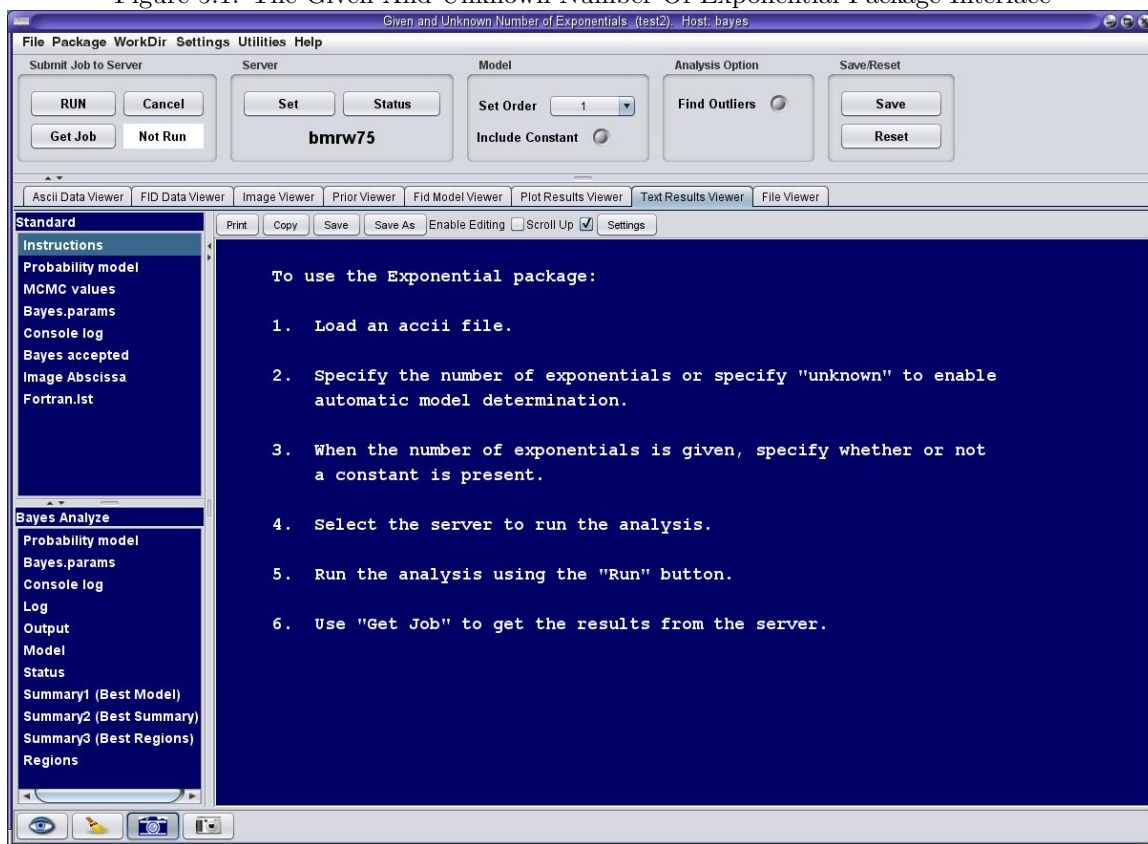 Figure 5.1: The Given And Unknown Number Of Exponential Package Interface
Given and Unknown Number of Exponentials (test2), Host: bayes
File Package WorkDir Settings Utilities Help
Submit Job to Server
RUN Cancel
Get Job Not Run
Server
Set Status
bmrw75
Model
Set Order 1
Include Constant
Analysis Option
Find Outliers
Save/Reset
Save
Reset
Ascii Data Viewer FID Data Viewer Image Viewer Prior Viewer Fid Model Viewer Plot Results Viewer Text Results Viewer File Viewer
Standard
Instructions
Probability model
MCMC values
Bayes.params
Console log
Bayes accepted
Image Abscissa
Fortran.lst
Bayes Analyze
Probability model
Bayes.params
Console log
Log
Output
Model
Status
Summary1 (Best Model)
Summary2 (Best Summary)
Summary3 (Best Regions)
Regions
Print Copy Save Save As Enable Editing Scroll Up Settings
To use the Exponential package:
1. Load an accii file.
2. Specify the number of exponentials or specify "unknown" to enable
automatic model determination.
3. When the number of exponentials is given, specify whether or not
a constant is present.
4. Select the server to run the analysis.
5. Run the analysis using the "Run" button.
6. Use "Get Job" to get the results from the server.